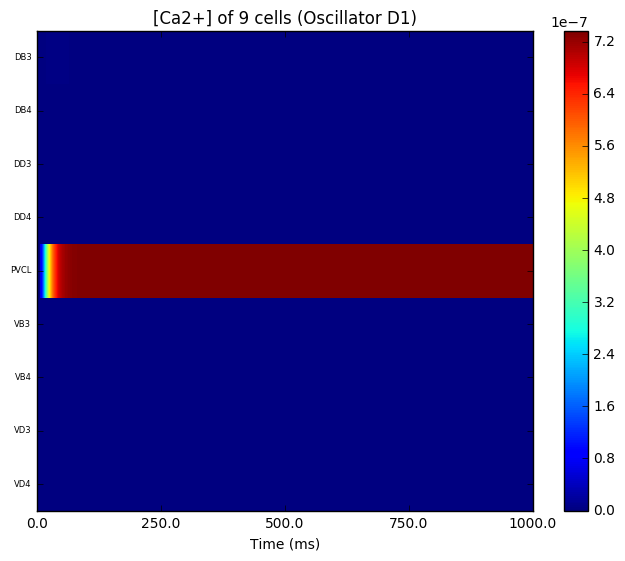 [Ca2+] of 9 cells (Oscillator D1)
1e−7
DB3
DB4
DD3
DD4
PVCL
VB3
VB4
VD3
VD4
0.0 250.0 500.0 750.0 1000.0
Time (ms)
7.2
6.4
5.6
4.8
4.0
3.2
2.4
1.6
0.8
0.0